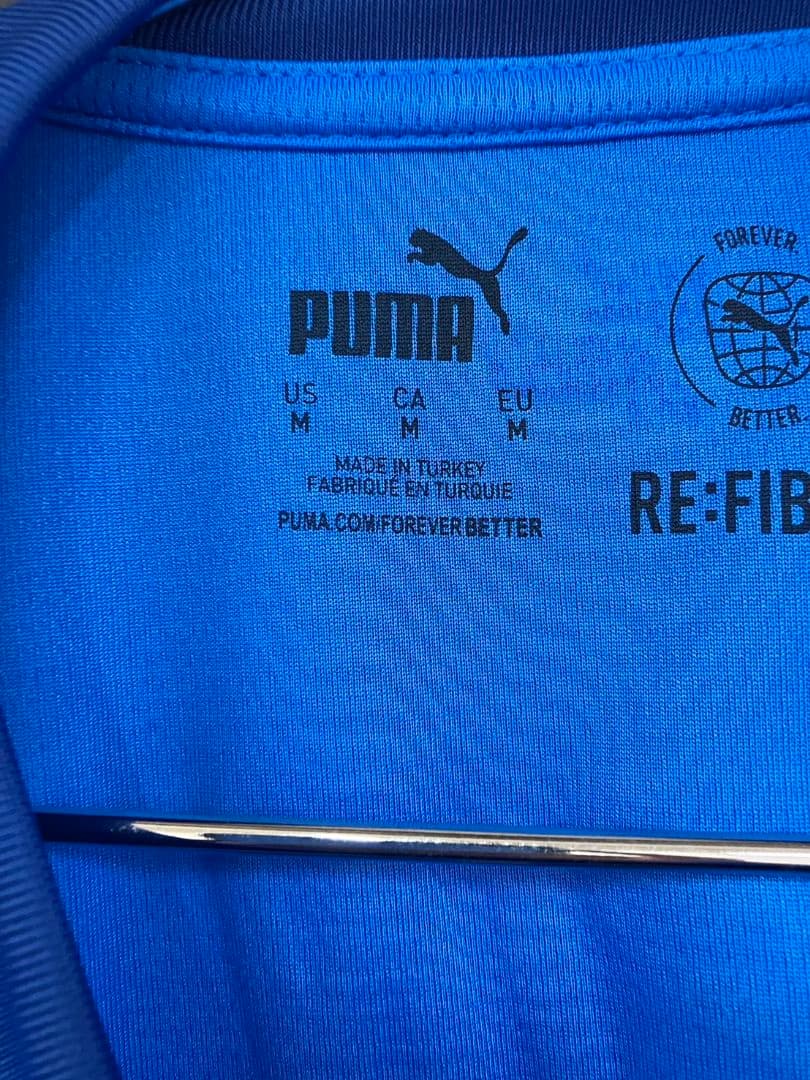 PUMA
US CA EU
M M M
MADE IN TURKEY
FABRIQUÉ EN TURQUIE
PUMA.COM/FOREVERBETTER
FOREVER.
BETTER.
RE:FIB